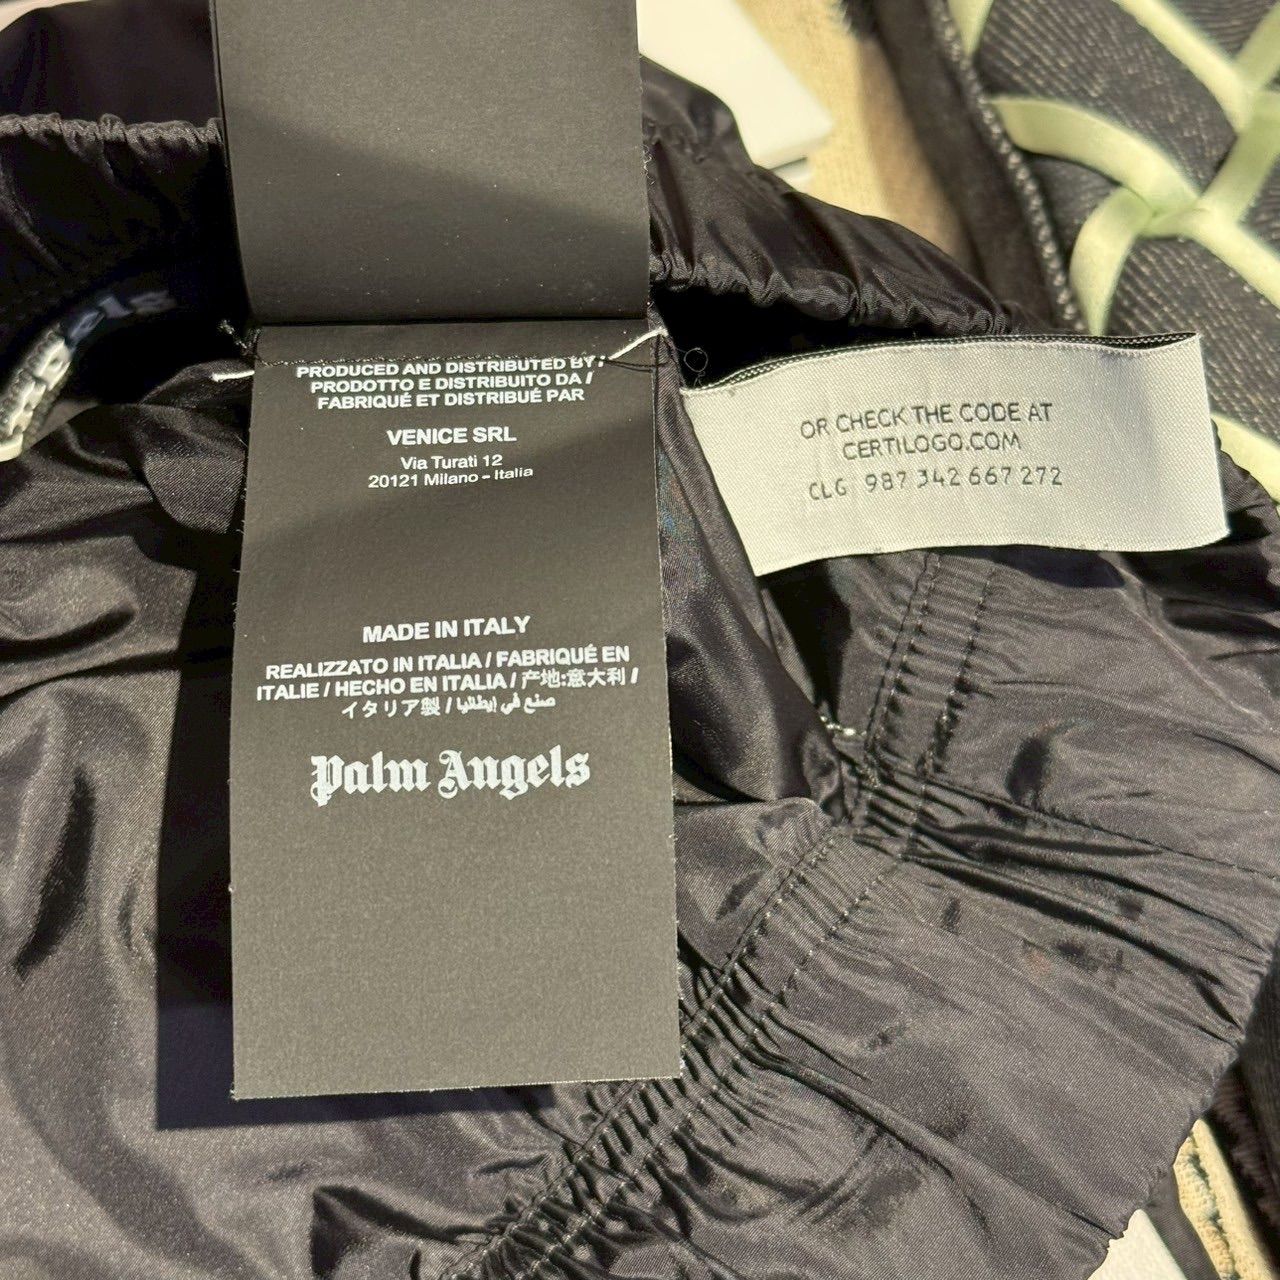 els
PRODUCED AND DISTRIBUTED BY /
PRODOTTO E DISTRIBUITO DA /
FABRIQUÉ ET DISTRIBUÉ PAR
VENICE SRL
Via Turati 12
20121 Milano - Italia
MADE IN ITALY
REALIZZATO IN ITALIA / FABRIQUÉ EN
ITALIE / HECHO EN ITALIA / 产地:意大利 /
イタリア製 / صنع في إيطاليا
Palm Angels
OR CHECK THE CODE AT
CERTILOGO.COM
CLG 987 342 667 272